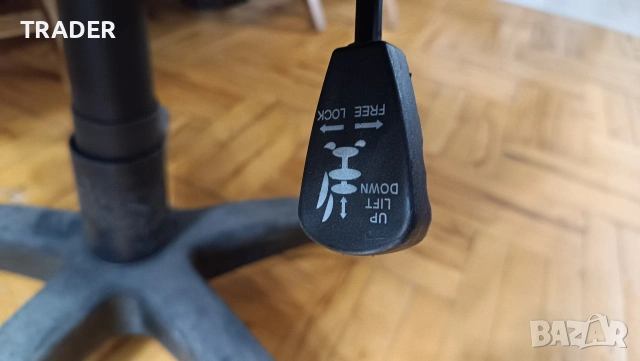 TRADER
FREE LOCK
UP
LIFT
DOWN
BAZAR